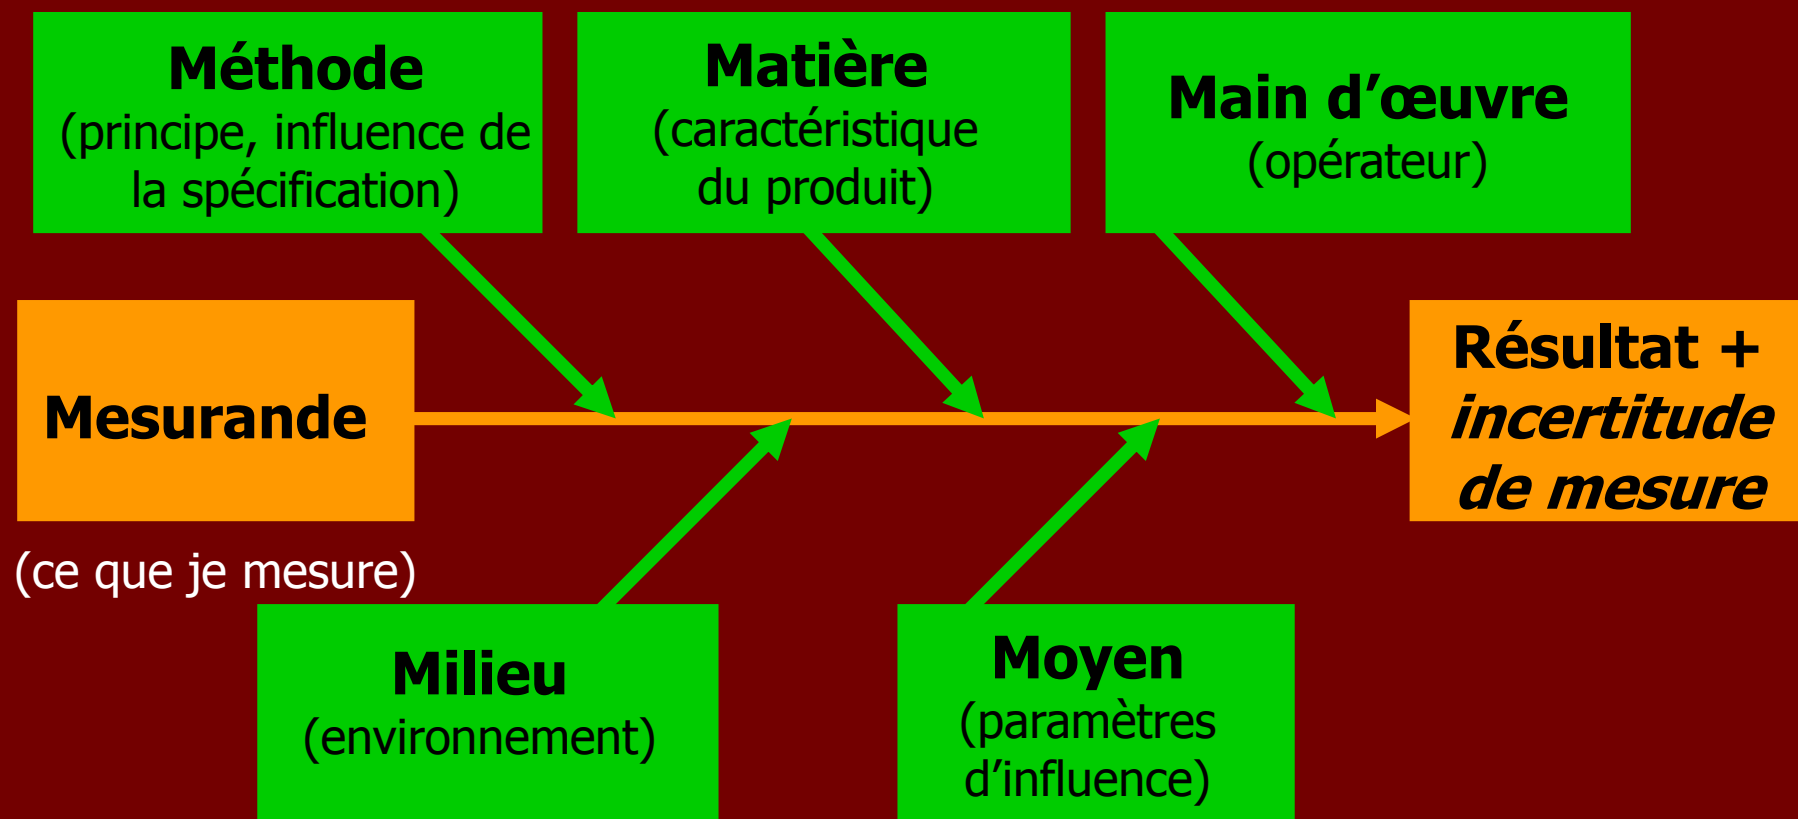 Méthode
(principe, influence de
la spécification)
Matière
(caractéristique
du produit)
Main d’œuvre
(opérateur)
Mesurande
(ce que je mesure)
Résultat +
incertitude
de mesure
Milieu
(environnement)
Moyen
(paramètres
d’influence)